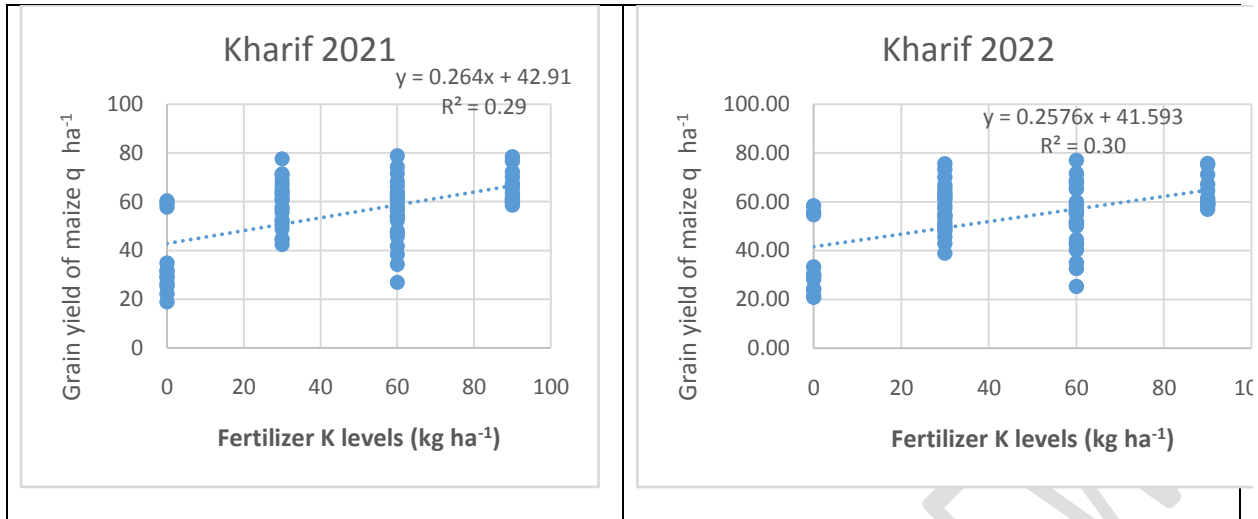 Kharif 2021
y = 0.264x + 42.91
R² = 0.29
100
80
60
40
20
0
0 20 40 60 80 100
Grain yield of maize q ha⁻¹
Fertilizer K levels (kg ha⁻¹)
Kharif 2022
y = 0.2576x + 41.593
R² = 0.30
100.00
80.00
60.00
40.00
20.00
0.00
0 20 40 60 80 10
Grain yield of maize q ha⁻¹
Fertilizer K levels (kg ha⁻¹)